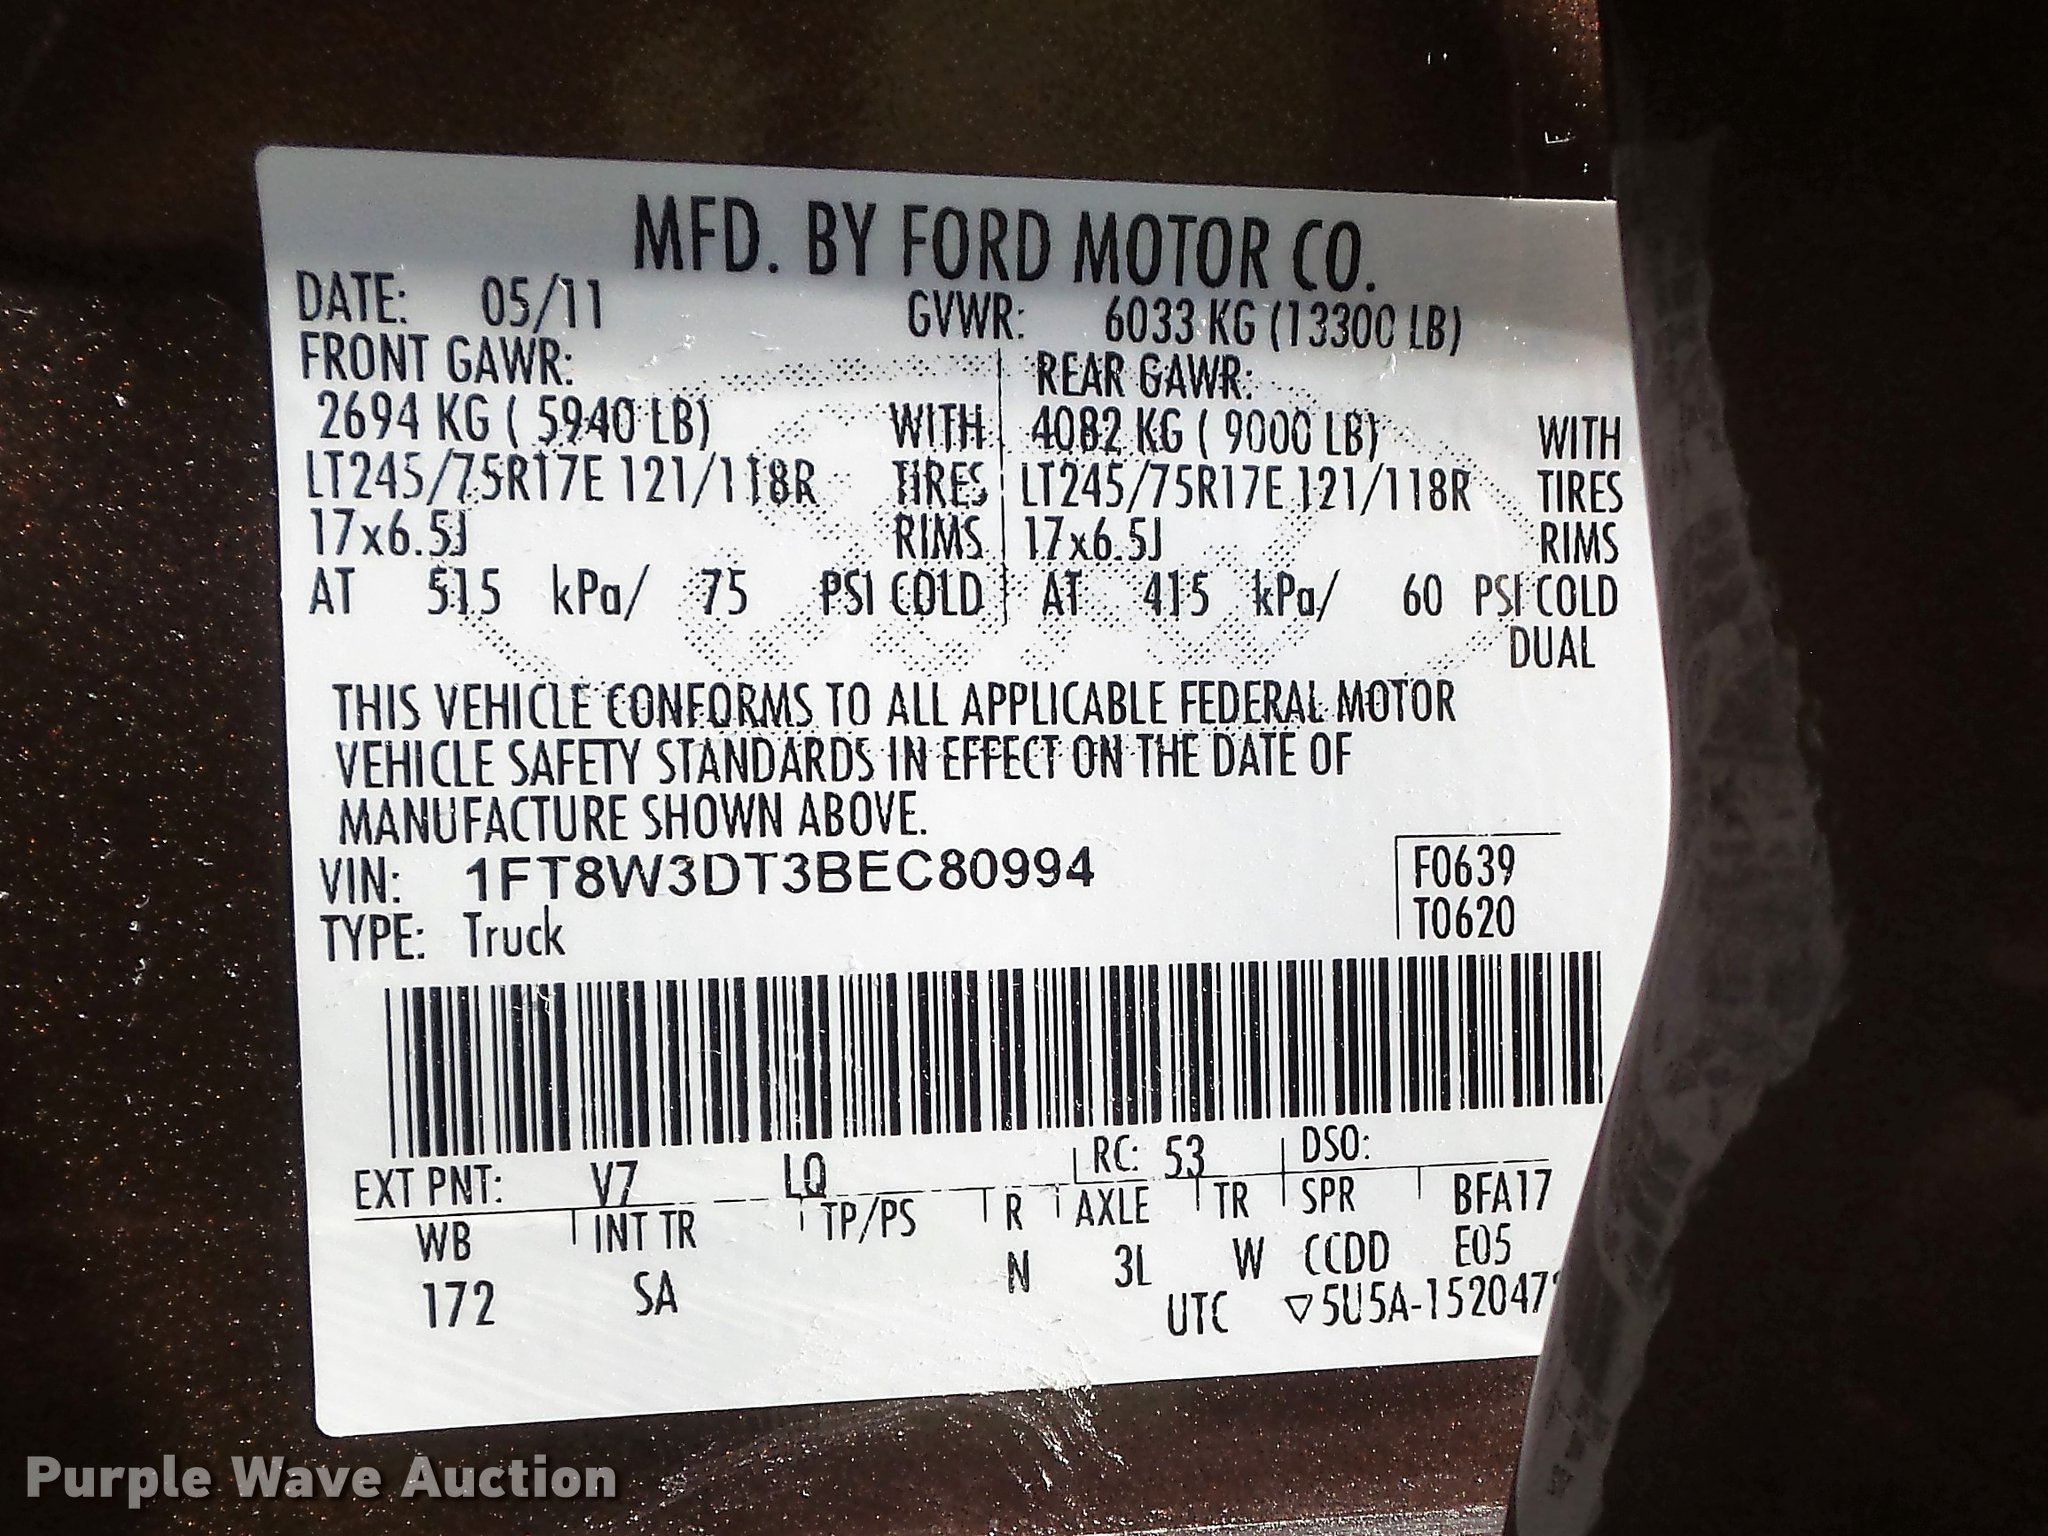 MFD. BY FORD MOTOR CO.
DATE: 05/11 GVWR: 6033 KG (13300 LB)
FRONT GAWR: REAR GAWR:
2694 KG ( 5940 LB) WITH 4082 KG ( 9000 LB) WITH
LT245/75R17E 121/118R TIRES LT245/75R17E 121/118R TIRES
17x6.5J RIMS 17x6.5J RIMS
AT 515 kPa/ 75 PSI COLD AT 415 kPa/ 60 PSI COLD
DUAL
THIS VEHICLE CONFORMS TO ALL APPLICABLE FEDERAL MOTOR
VEHICLE SAFETY STANDARDS IN EFFECT ON THE DATE OF
MANUFACTURE SHOWN ABOVE.
VIN: 1FT8W3DT3BEC80994 F0639
TYPE: Truck T0620
EXT PNT: V7 LQ RC: 53 DSO:
WB INT TR TP/PS R AXLE TR SPR BFA17
172 SA N 3L W CCDD E05
UTC ▽5U5A-152047
Purple Wave Auction